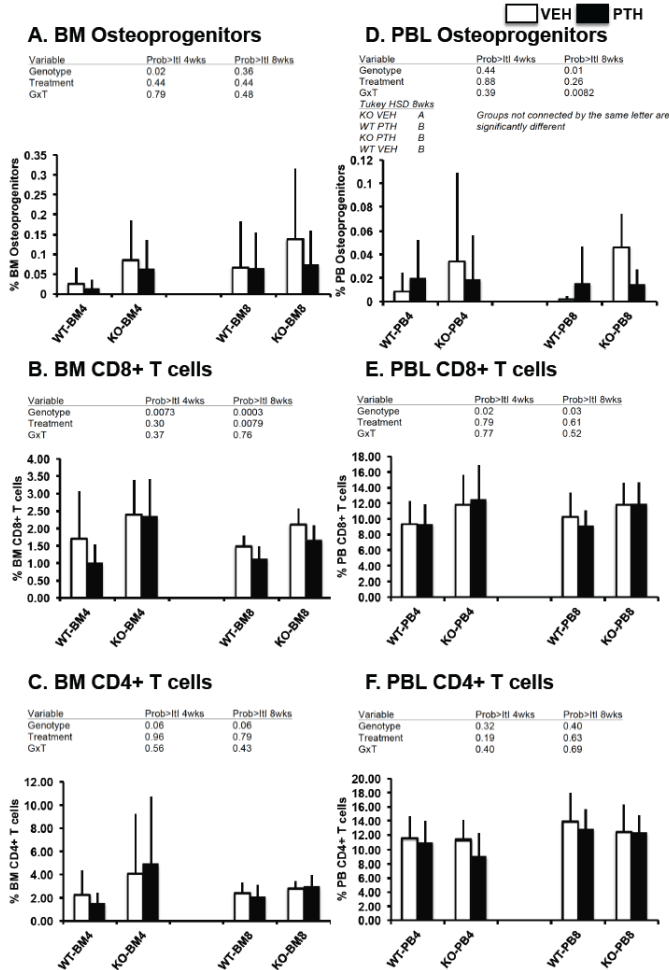 VEH PTH
A. BM Osteoprogenitors
Variable Prob>ItI 4wks Prob>ItI 8wks
Genotype 0.02 0.36
Treatment 0.44 0.44
GxT 0.79 0.48
% BM Osteoprogenitors
0.35
0.3
0.25
0.2
0.15
0.1
0.05
0
WT-BM4 KO-BM4 WT-BM8 KO-BM8
D. PBL Osteoprogenitors
Variable Prob>ItI 4wks Prob>ItI 8wks
Genotype 0.44 0.01
Treatment 0.88 0.26
GxT 0.39 0.0082
Tukey HSD 8wks
KO VEH A Groups not connected by the same letter are
WT PTH B significantly different
KO PTH B
WT VEH B
% PB Osteoprogenitors
0.12
0.1
0.08
0.06
0.04
0.02
0
WT-PB4 KO-PB4 WT-PB8 KO-PB8
B. BM CD8+ T cells
Variable Prob>ItI 4wks Prob>ItI 8wks
Genotype 0.0073 0.0003
Treatment 0.30 0.0079
GxT 0.37 0.76
% BM CD8+ T cells
4.00
3.50
3.00
2.50
2.00
1.50
1.00
0.50
0.00
WT-BM4 KO-BM4 WT-BM8 KO-BM8
E. PBL CD8+ T cells
Variable Prob>ItI 4wks Prob>ItI 8wks
Genotype 0.02 0.03
Treatment 0.79 0.61
GxT 0.77 0.52
% PB CD8+ T cells
18.00
16.00
14.00
12.00
10.00
8.00
6.00
4.00
2.00
0.00
WT-PB4 KO-PB4 WT-PB8 KO-PB8
C. BM CD4+ T cells
Variable Prob>ItI 4wks Prob>ItI 8wks
Genotype 0.06 0.06
Treatment 0.96 0.79
GxT 0.56 0.43
% BM CD4+ T cells
12.00
10.00
8.00
6.00
4.00
2.00
0.00
WT-BM4 KO-BM4 WT-BM8 KO-BM8
F. PBL CD4+ T cells
Variable Prob>ItI 4wks Prob>ItI 8wks
Genotype 0.32 0.40
Treatment 0.19 0.63
GxT 0.40 0.69
% PB CD4+ T cells
20.00
18.00
16.00
14.00
12.00
10.00
8.00
6.00
4.00
2.00
0.00
WT-PB4 KO-PB4 WT-PB8 KO-PB8